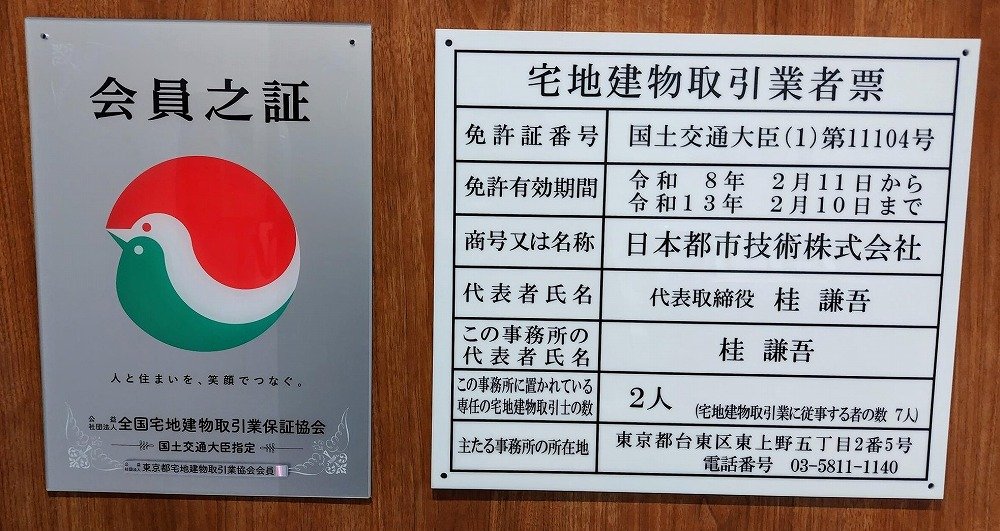 会員之証
人と住まいを、笑顔でつなぐ。
公益社団法人 全国宅地建物取引業保証協会
国土交通大臣指定
公益社団法人 東京都宅地建物取引業協会会員
宅地建物取引業者票
免許証番号 国土交通大臣(1)第11104号
免許有効期間 令和 8年 2月11日から
令和13年 2月10日まで
商号又は名称 日本都市技術株式会社
代表者氏名 代表取締役 桂 謙吾
この事務所の
代表者氏名 桂 謙吾
この事務所に置かれている
専任の宅地建物取引士の数 2人 (宅地建物取引業に従事する者の数 7人)
主たる事務所の所在地 東京都台東区東上野五丁目2番5号
電話番号 03-5811-1140